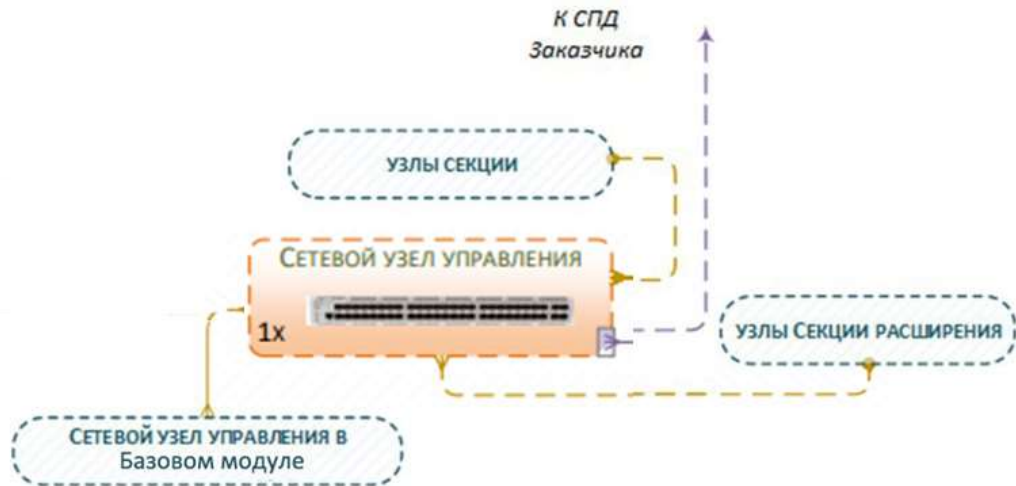 К СПД
Заказчика
УЗЛЫ СЕКЦИИ
СЕТЕВОЙ УЗЕЛ УПРАВЛЕНИЯ
1x
УЗЛЫ СЕКЦИИ РАСШИРЕНИЯ
СЕТЕВОЙ УЗЕЛ УПРАВЛЕНИЯ В
Базовом модуле